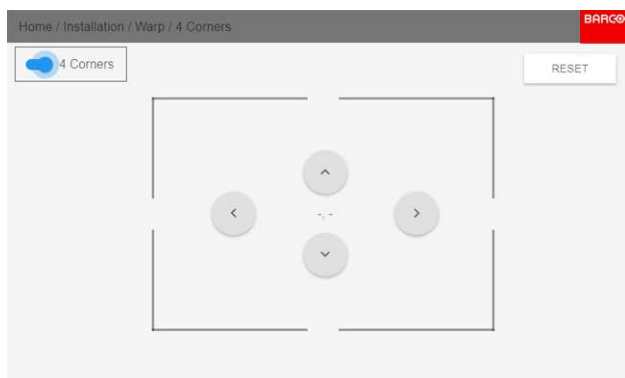 Home / Installation / Warp / 4 Corners
BARCO
4 Corners
RESET
-, -